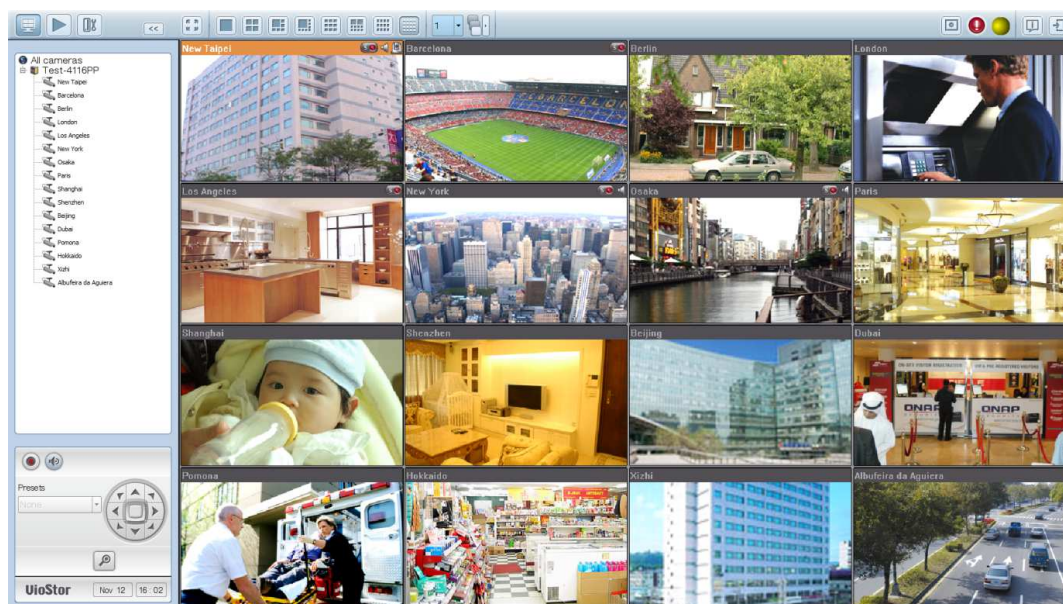 <<
1
All cameras
Test-4116PP
New Taipei
Barcelona
Berlin
London
Los Angeles
New York
Osaka
Paris
Shanghai
Shenzhen
Beijing
Dubai
Pomona
Hokkaido
Xizhi
Albufeira da Aguiera
Presets
None
VioStor
Nov 12
16:02
New Taipei
Barcelona
Berlin
London
Los Angeles
New York
Osaka
Paris
Shanghai
Shenzhen
Beijing
Dubai
QNAP
QNAP
Pomona
Hokkaido
Xizhi
Albufeira da Aguiera